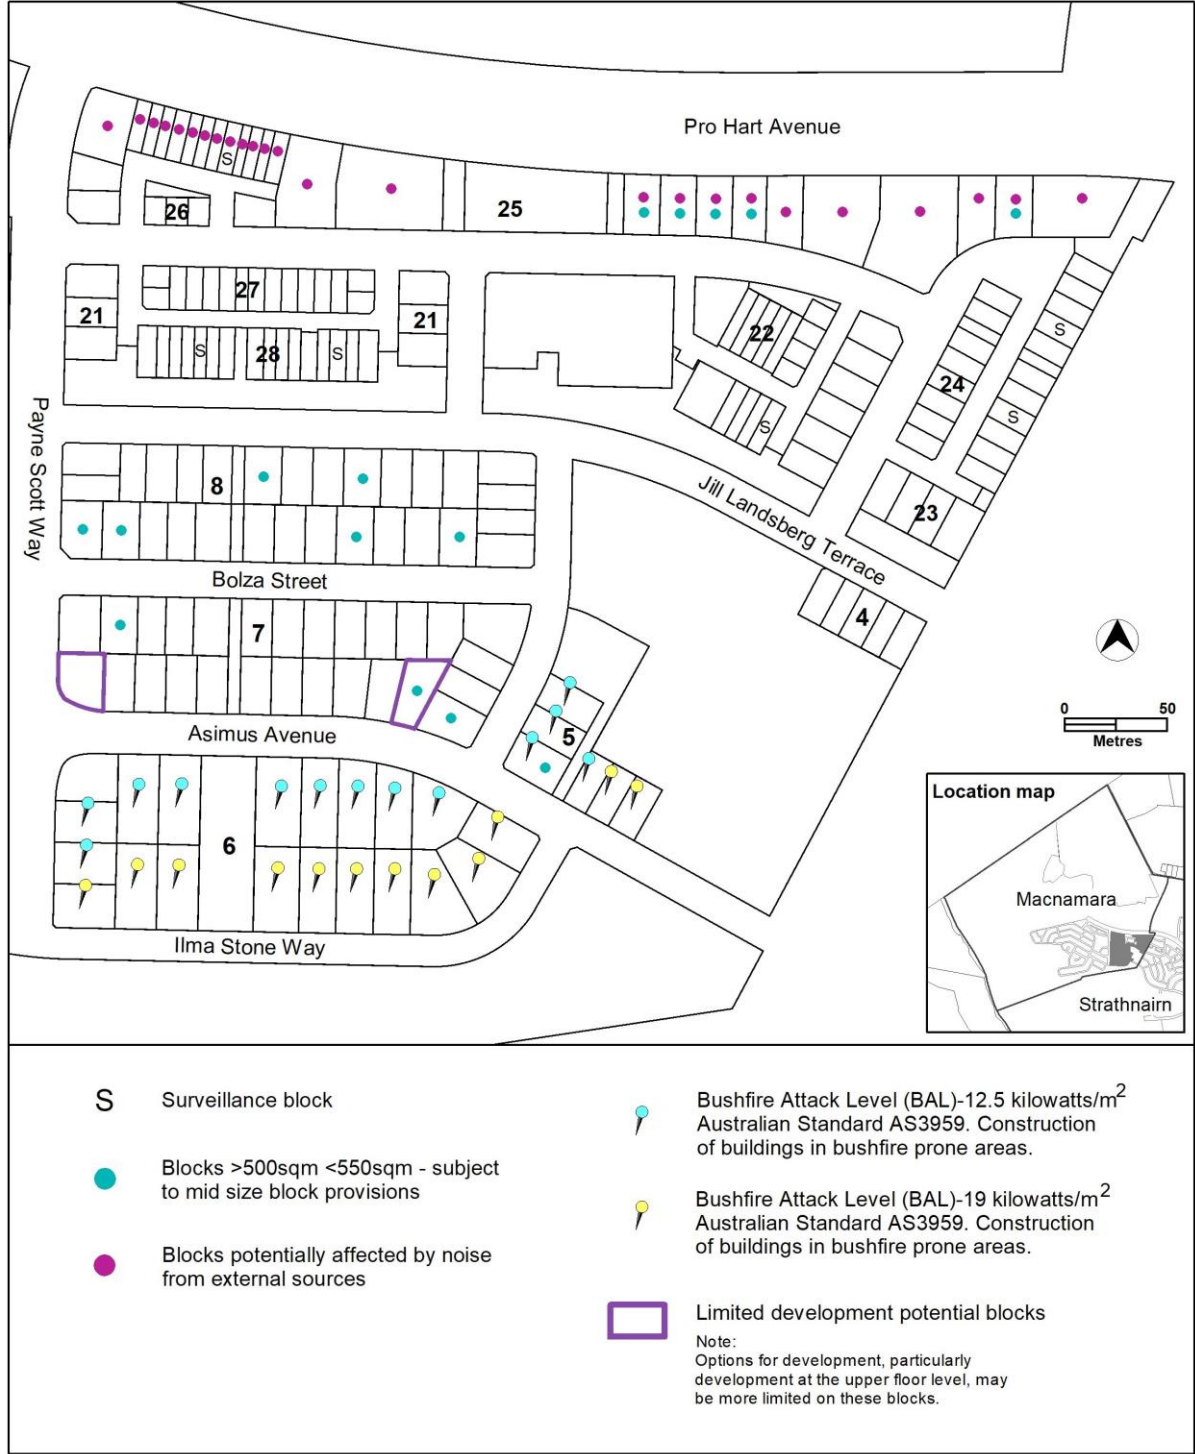 Pro Hart Avenue
S
26
25
27
21
21
22
S
28
S
24
S
S
S
Payne Scott Way
8
Jill Landsberg Terrace
23
Bolza Street
7
4
Asimus Avenue
5
0 50
Metres
6
Ilma Stone Way
Location map
Macnamara
Strathnairn
S Surveillance block
Blocks >500sqm <550sqm - subject
to mid size block provisions
Blocks potentially affected by noise
from external sources
Bushfire Attack Level (BAL)-12.5 kilowatts/m²
Australian Standard AS3959. Construction
of buildings in bushfire prone areas.
Bushfire Attack Level (BAL)-19 kilowatts/m²
Australian Standard AS3959. Construction
of buildings in bushfire prone areas.
Limited development potential blocks
Note:
Options for development, particularly
development at the upper floor level, may
be more limited on these blocks.